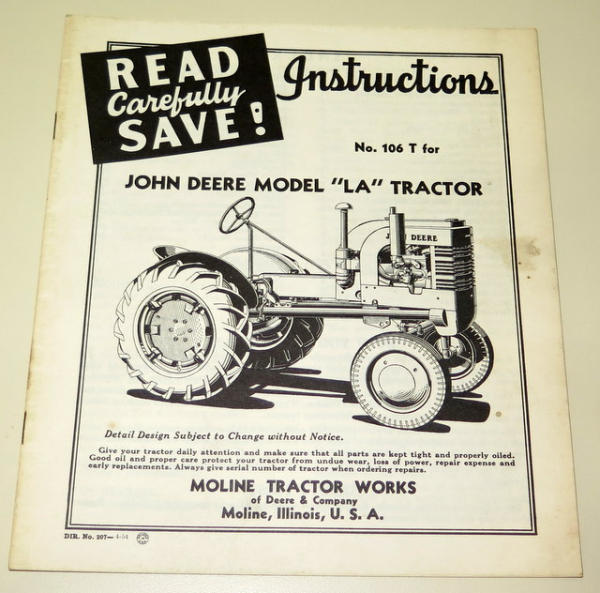 READ
Carefully
SAVE!
Instructions
No. 106 T for
JOHN DEERE MODEL "LA" TRACTOR
DEERE
Detail Design Subject to Change without Notice.
Give your tractor daily attention and make sure that all parts are kept tight and properly oiled.
Good oil and proper care protect your tractor from undue wear, loss of power, repair expense and
early replacements. Always give serial number of tractor when ordering repairs.
MOLINE TRACTOR WORKS
of Deere & Company
Moline, Illinois, U. S. A.
DIR. No. 207—